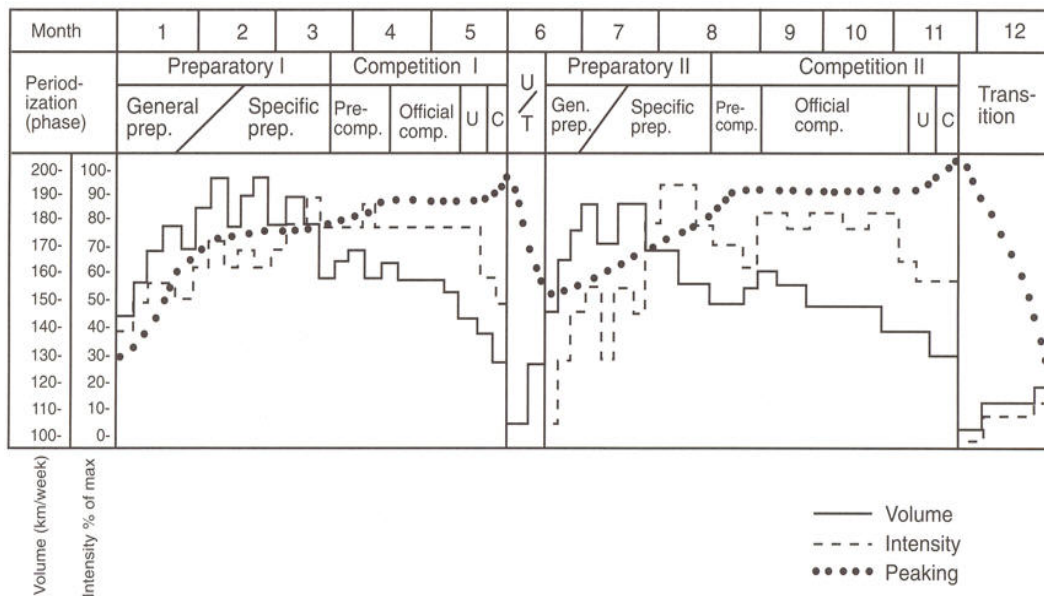 Month 1 2 3 4 5 6 7 8 9 10 11 12
Period-
ization
(phase)
Preparatory I
Competition I
U/T
Preparatory II
Competition II
Trans-
ition
General
prep.
Specific
prep.
Pre-
comp.
Official
comp.
U
C
Gen.
prep.
Specific
prep.
Pre-
comp.
Official
comp.
U
C
200- 100-
190- 90-
180- 80-
170- 70-
160- 60-
150- 50-
140- 40-
130- 30-
120- 20-
110- 10-
100- 0-
Volume (km/week)
Intensity % of max
Volume
Intensity
Peaking